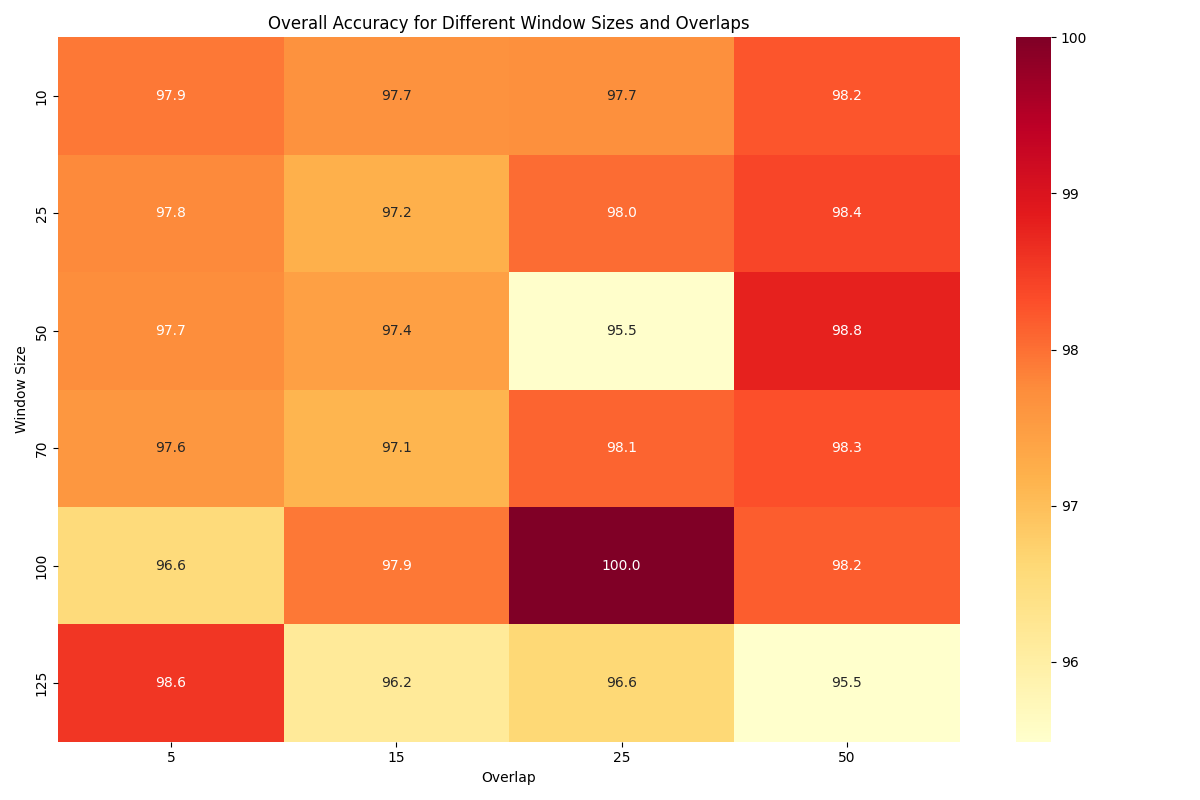 Overall Accuracy for Different Window Sizes and Overlaps
100
10
97.9 97.7 97.7 98.2
99
25
97.8 97.2 98.0 98.4
50
97.7 97.4 95.5 98.8
98
Window Size
70
97.6 97.1 98.1 98.3
97
100
96.6 97.9 100.0 98.2
96
125
98.6 96.2 96.6 95.5
5 15 25 50
Overlap